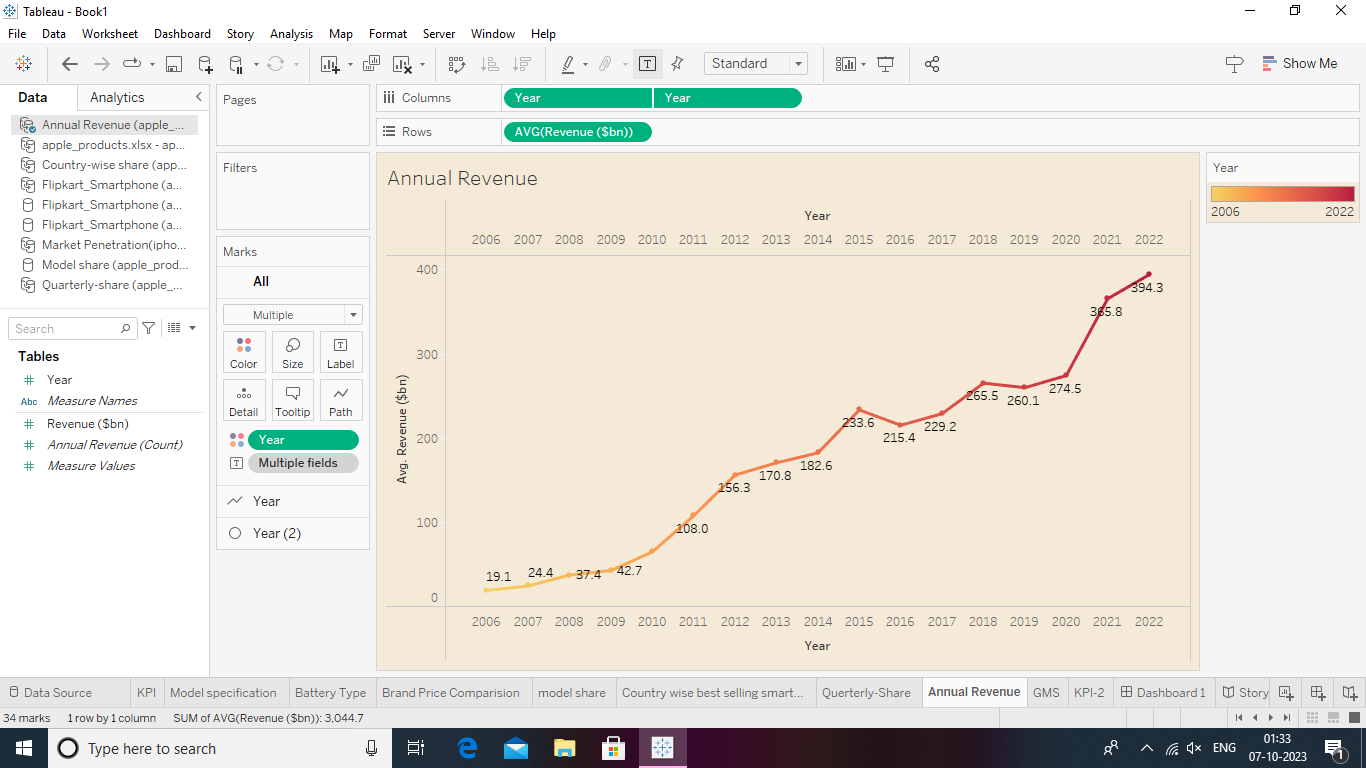 Tableau - Book1
File Data Worksheet Dashboard Story Analysis Map Format Server Window Help
Standard
Show Me
Data Analytics
Annual Revenue (apple_...
apple_products.xlsx - ap...
Country-wise share (app...
Flipkart_Smartphone (a...
Flipkart_Smartphone (a...
Flipkart_Smartphone (a...
Market Penetration(ipho...
Model share (apple_prod...
Quarterly-share (apple_...
Search
Tables
Year
Abc Measure Names
Revenue ($bn)
Annual Revenue (Count)
Measure Values
Pages
Filters
Marks
All
Multiple
Color Size Label
Detail Tooltip Path
Year
Multiple fields
Year
Year (2)
Columns Year Year
Rows AVG(Revenue ($bn))
Annual Revenue
Year
2006 2007 2008 2009 2010 2011 2012 2013 2014 2015 2016 2017 2018 2019 2020 2021 2022
400
300
200
100
0
Avg. Revenue ($bn)
19.1
24.4
37.4
42.7
108.0
156.3
170.8
182.6
233.6
215.4
229.2
265.5
260.1
274.5
365.8
394.3
2006 2007 2008 2009 2010 2011 2012 2013 2014 2015 2016 2017 2018 2019 2020 2021 2022
Year
Year
2006 2022
Data Source KPI Model specification Battery Type Brand Price Comparision model share Country wise best selling smart... Querterly-Share Annual Revenue GMS KPI-2 Dashboard 1 Story
34 marks 1 row by 1 column SUM of AVG(Revenue ($bn)): 3,044.7
Type here to search
ENG
01:33
07-10-2023
1